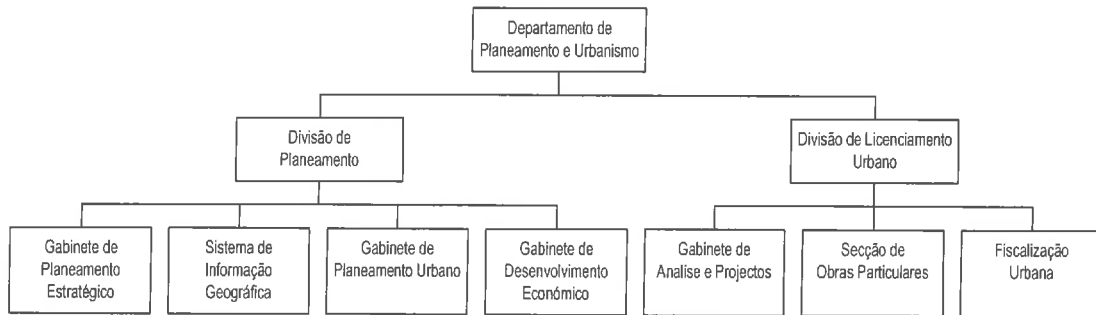 Departamento de
Planeamento e Urbanismo
Divisão de
Planeamento
Divisão de Licenciamento
Urbano
Gabinete de
Planeamento
Estratégico
Sistema de
Informação
Geográfica
Gabinete de
Planeamento Urbano
Gabinete de
Desenvolvimento
Económico
Gabinete de
Analise e Projectos
Secção de
Obras Particulares
Fiscalização
Urbana